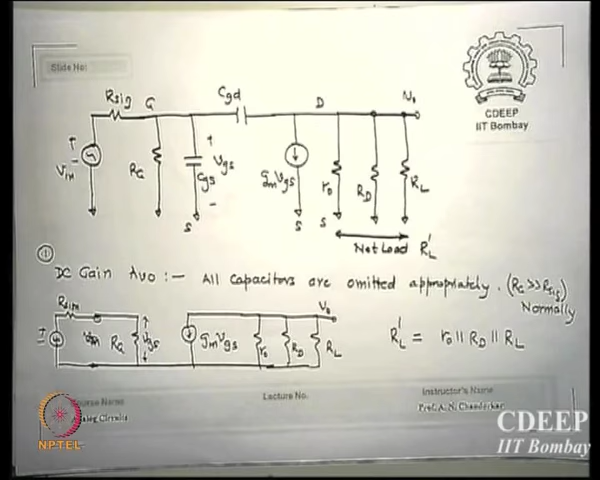 Slide No:
CDEEP
IIT Bombay
Rsig G Cgd D Vo
Vin RG Cgs Vgs gmVgs ro RD RL
S S S
Net Load RL'
① DC Gain Avo :- All Capacitors are omitted appropriately. (RG >> Rsig)
Normally
Vo
RG Vgs gmVgs ro RD RL
RL' = ro || RD || RL
Course Name
Analog Circuits
Lecture No.
Instructor's Name
Prof. A. N. Chandorkar
NPTEL
CDEEP
IIT Bombay